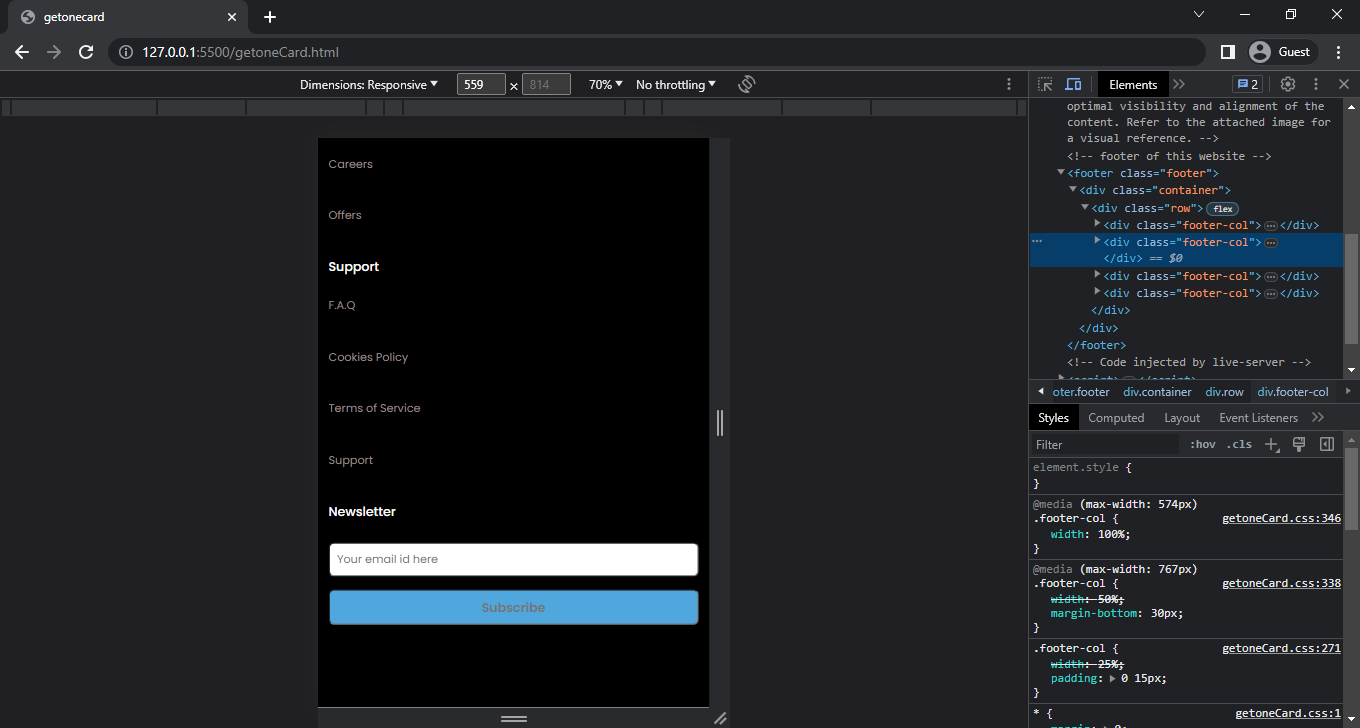 getonecard
127.0.0.1:5500/getoneCard.html
Guest
Dimensions: Responsive
559
×
814
70%
No throttling
Elements
2
Careers
Offers
Support
F.A.Q
Cookies Policy
Terms of Service
Support
Newsletter
Your email id here
Subscribe
optimal visibility and alignment of the
content. Refer to the attached image for
a visual reference. -->
<!-- footer of this website -->
<footer class="footer">
<div class="container">
<div class="row"> flex
<div class="footer-col"> … </div>
<div class="footer-col"> …
</div> == $0
<div class="footer-col"> … </div>
<div class="footer-col"> … </div>
</div>
</div>
</footer>
<!-- Code injected by live-server -->
<script> … </script>
oter.footer div.container div.row div.footer-col
Styles Computed Layout Event Listeners
Filter :hov .cls
element.style {
}
@media (max-width: 574px)
.footer-col { getoneCard.css:346
width: 100%;
}
@media (max-width: 767px)
.footer-col { getoneCard.css:338
width: 50%;
margin-bottom: 30px;
}
.footer-col { getoneCard.css:271
width: 25%;
padding: 0 15px;
}
* { getoneCard.css:1
margin: 0;